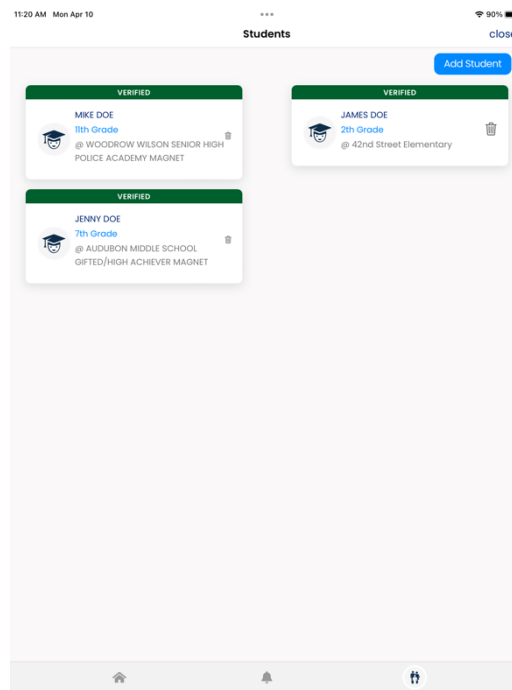 11:20 AM Mon Apr 10
90%
Students
close
Add Student
VERIFIED
MIKE DOE
11th Grade
@ WOODROW WILSON SENIOR HIGH
POLICE ACADEMY MAGNET
VERIFIED
JAMES DOE
2th Grade
@ 42nd Street Elementary
VERIFIED
JENNY DOE
7th Grade
@ AUDUBON MIDDLE SCHOOL
GIFTED/HIGH ACHIEVER MAGNET